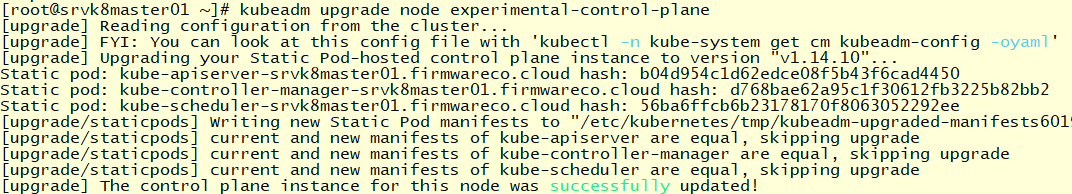 [root@srvk8master01 ~]# kubeadm upgrade node experimental-control-plane
[upgrade] Reading configuration from the cluster...
[upgrade] FYI: You can look at this config file with 'kubectl -n kube-system get cm kubeadm-config -oyaml'
[upgrade] Upgrading your Static Pod-hosted control plane instance to version "v1.14.10"...
Static pod: kube-apiserver-srvk8master01.firmwareco.cloud hash: b04d954c1d62edce08f5b43f6cad4450
Static pod: kube-controller-manager-srvk8master01.firmwareco.cloud hash: d768bae62a95c1f30612fb3225b82bb2
Static pod: kube-scheduler-srvk8master01.firmwareco.cloud hash: 56ba6ffcb6b23178170f8063052292ee
[upgrade/staticpods] Writing new Static Pod manifests to "/etc/kubernetes/tmp/kubeadm-upgraded-manifests6019
[upgrade/staticpods] current and new manifests of kube-apiserver are equal, skipping upgrade
[upgrade/staticpods] current and new manifests of kube-controller-manager are equal, skipping upgrade
[upgrade/staticpods] current and new manifests of kube-scheduler are equal, skipping upgrade
[upgrade] The control plane instance for this node was successfully updated!